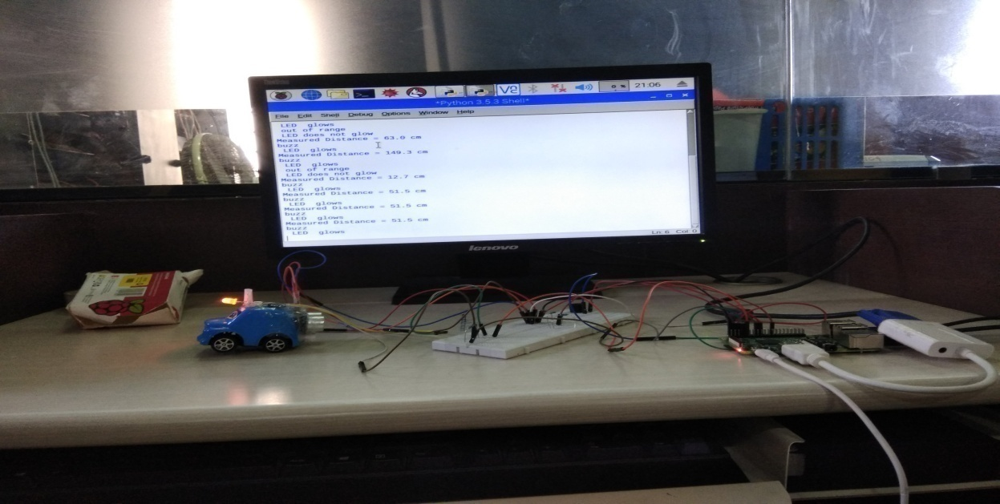 VE
0 %
21:06
*Python 3.5.3 Shell*
File Edit Shell Debug Options Window Help
LED glows
out of range
LED does not glow
Measured Distance = 63.0 cm
buzz
LED glows
Measured Distance = 149.3 cm
buzz
LED glows
out of range
LED does not glow
Measured Distance = 12.7 cm
buzz
LED glows
Measured Distance = 51.5 cm
buzz
LED glows
Measured Distance = 51.5 cm
buzz
LED glows
Measured Distance = 51.5 cm
buzz
LED glows
Ln: 6 Col: 0
lenovo